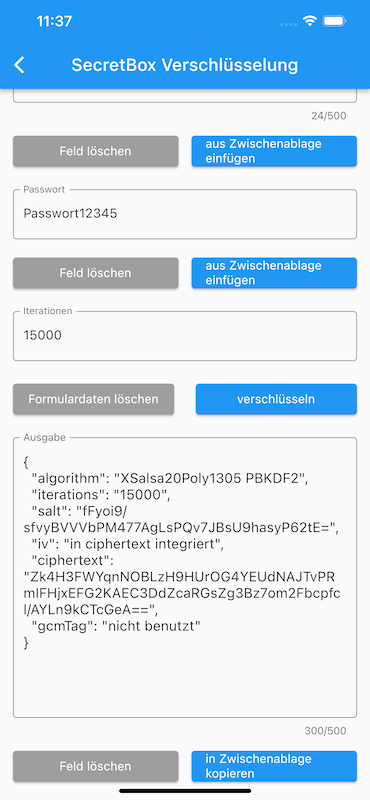 11:37
SecretBox Verschlüsselung
24/500
Feld löschen
aus Zwischenablage
einfügen
Passwort
Passwort12345
Feld löschen
aus Zwischenablage
einfügen
Iterationen
15000
Formulardaten löschen
verschlüsseln
Ausgabe
{
"algorithm": "XSalsa20Poly1305 PBKDF2",
"iterations": "15000",
"salt": "fFyoi9/
sfvyBVVVbPM477AgLsPQv7JBsU9hasyP62tE=",
"iv": "in ciphertext integriert",
"ciphertext":
"Zk4H3FWYqnNOBLzH9HUrOG4YEUdNAJTvPR
mIFHjxEFG2KAEC3DdZcaRGsZg3Bz7om2Fbcpfc
l/AYLn9kCTcGeA==",
"gcmTag": "nicht benutzt"
}
300/500
Feld löschen
in Zwischenablage
kopieren